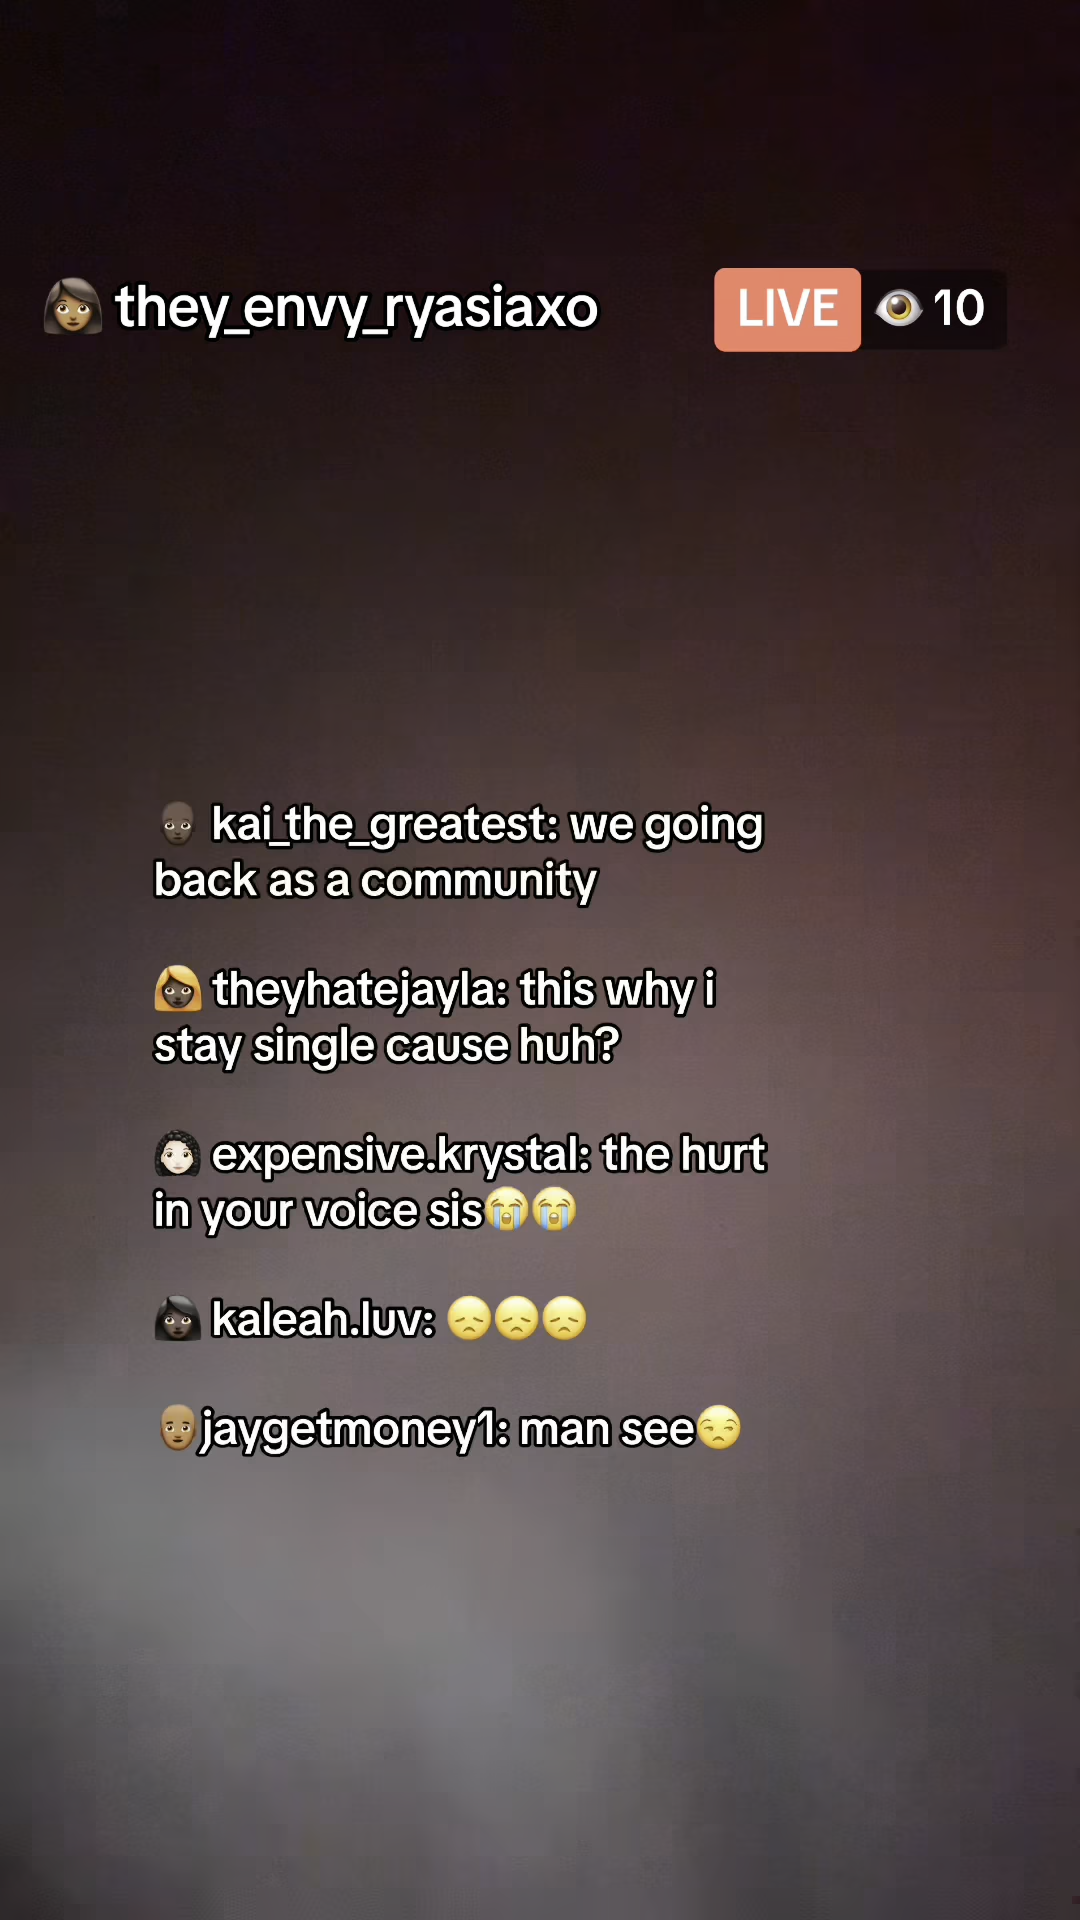 they_envy_ryasiaxo LIVE 👁️ 10
kai_the_greatest: we going
back as a community
theyhatejayla: this why i
stay single cause huh?
expensive.krystal: the hurt
in your voice sis😭😭
kaleah.luv: 😞😞😞
jaygetmoney1: man see😒